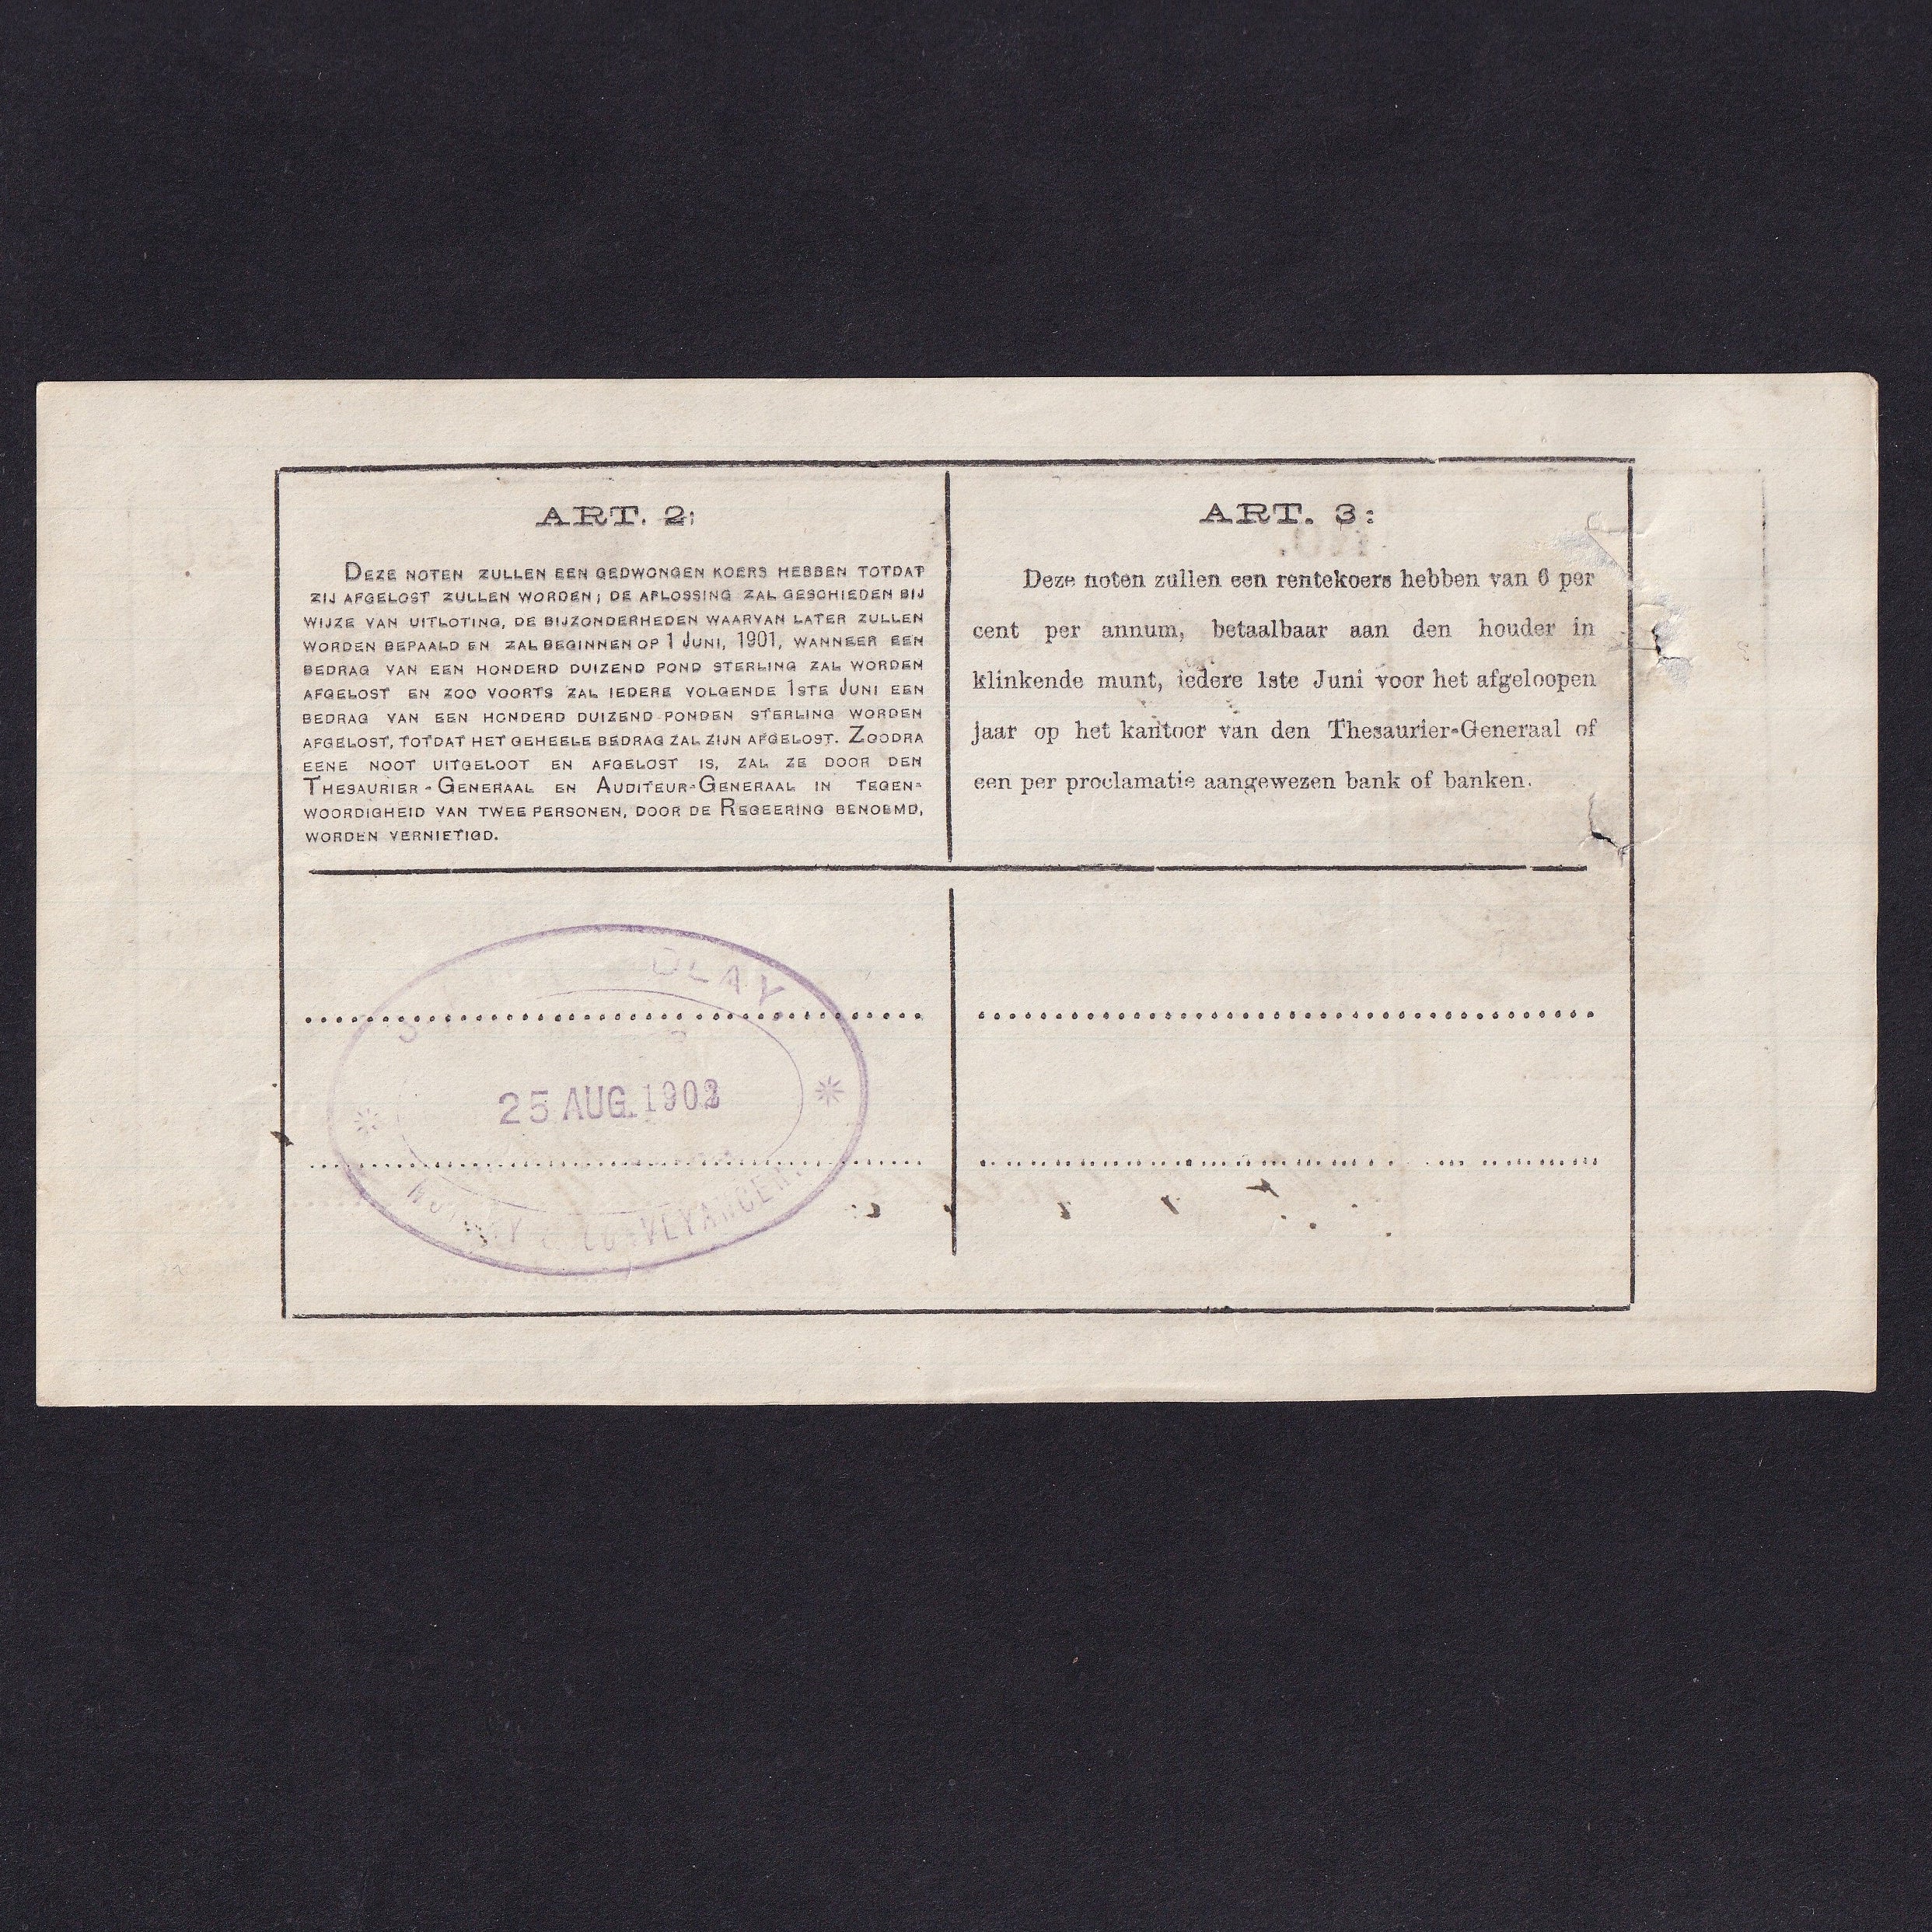 ART. 2:
DEZE NOTEN ZULLEN EEN GEDWONGEN KOERS HEBBEN TOTDAT
ZIJ AFGELOST ZULLEN WORDEN; DE AFLOSSING ZAL GESCHIEDEN BIJ
WIJZE VAN UITLOTING, DE BIJZONDERHEDEN WAARVAN LATER ZULLEN
WORDEN BEPAALD EN ZAL BEGINNEN OP 1 JUNI, 1901, WANNEER EEN
BEDRAG VAN EEN HONDERD DUIZEND POND STERLING ZAL WORDEN
AFGELOST EN ZOO VOORTS ZAL IEDERE VOLGENDE 1STE JUNI EEN
BEDRAG VAN EEN HONDERD DUIZEND PONDEN STERLING WORDEN
AFGELOST, TOTDAT HET GEHEELE BEDRAG ZAL ZIJN AFGELOST. ZOODRA
EENE NOOT UITGELOOT EN AFGELOST IS, ZAL ZE DOOR DEN
THESAURIER-GENERAAL EN AUDITEUR-GENERAAL IN TEGEN-
WOORDIGHEID VAN TWEE PERSONEN, DOOR DE REGEERING BENOEMD,
WORDEN VERNIETIGD.
ART. 3:
Deze noten zullen een rentekoers hebben van 6 per
cent per annum, betaalbaar aan den houder in
klinkende munt, iedere 1ste Juni voor het afgeloopen
jaar op het kantoor van den Thesaurier-Generaal of
een per proclamatie aangewezen bank of banken.
25 AUG. 1902